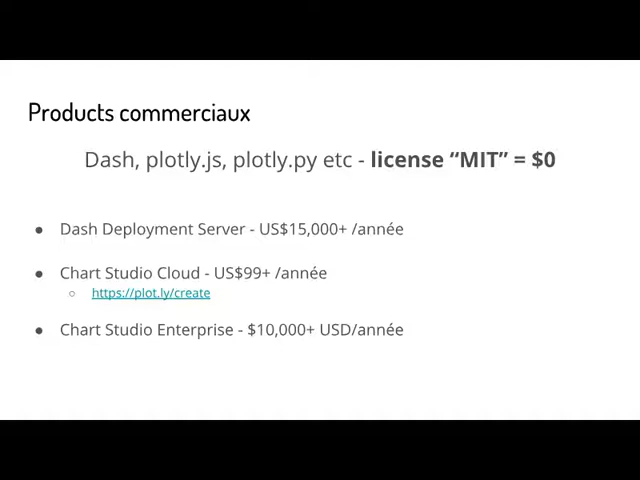 Products commerciaux
Dash, plotly.js, plotly.py etc - license “MIT” = $0
● Dash Deployment Server - US$15,000+ /année
● Chart Studio Cloud - US$99+ /année
○ https://plot.ly/create
● Chart Studio Enterprise - $10,000+ USD/année